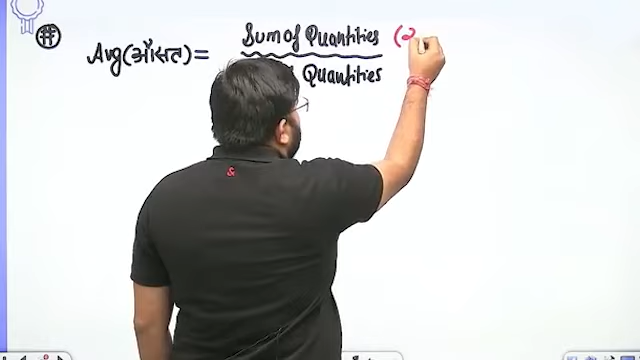 # Avg(औसत) = Sum of Quantities (
Quantities
&